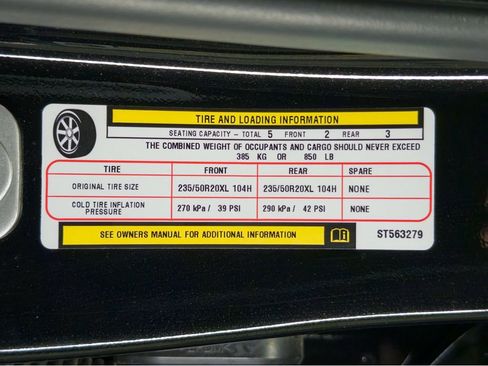 TIRE AND LOADING INFORMATION
SEATING CAPACITY - TOTAL 5 FRONT 2 REAR 3
THE COMBINED WEIGHT OF OCCUPANTS AND CARGO SHOULD NEVER EXCEED
385 KG OR 850 LB
TIRE FRONT REAR SPARE
ORIGINAL TIRE SIZE 235/50R20XL 104H 235/50R20XL 104H NONE
COLD TIRE INFLATION PRESSURE 270 kPa / 39 PSI 290 kPa / 42 PSI NONE
SEE OWNERS MANUAL FOR ADDITIONAL INFORMATION ST563279